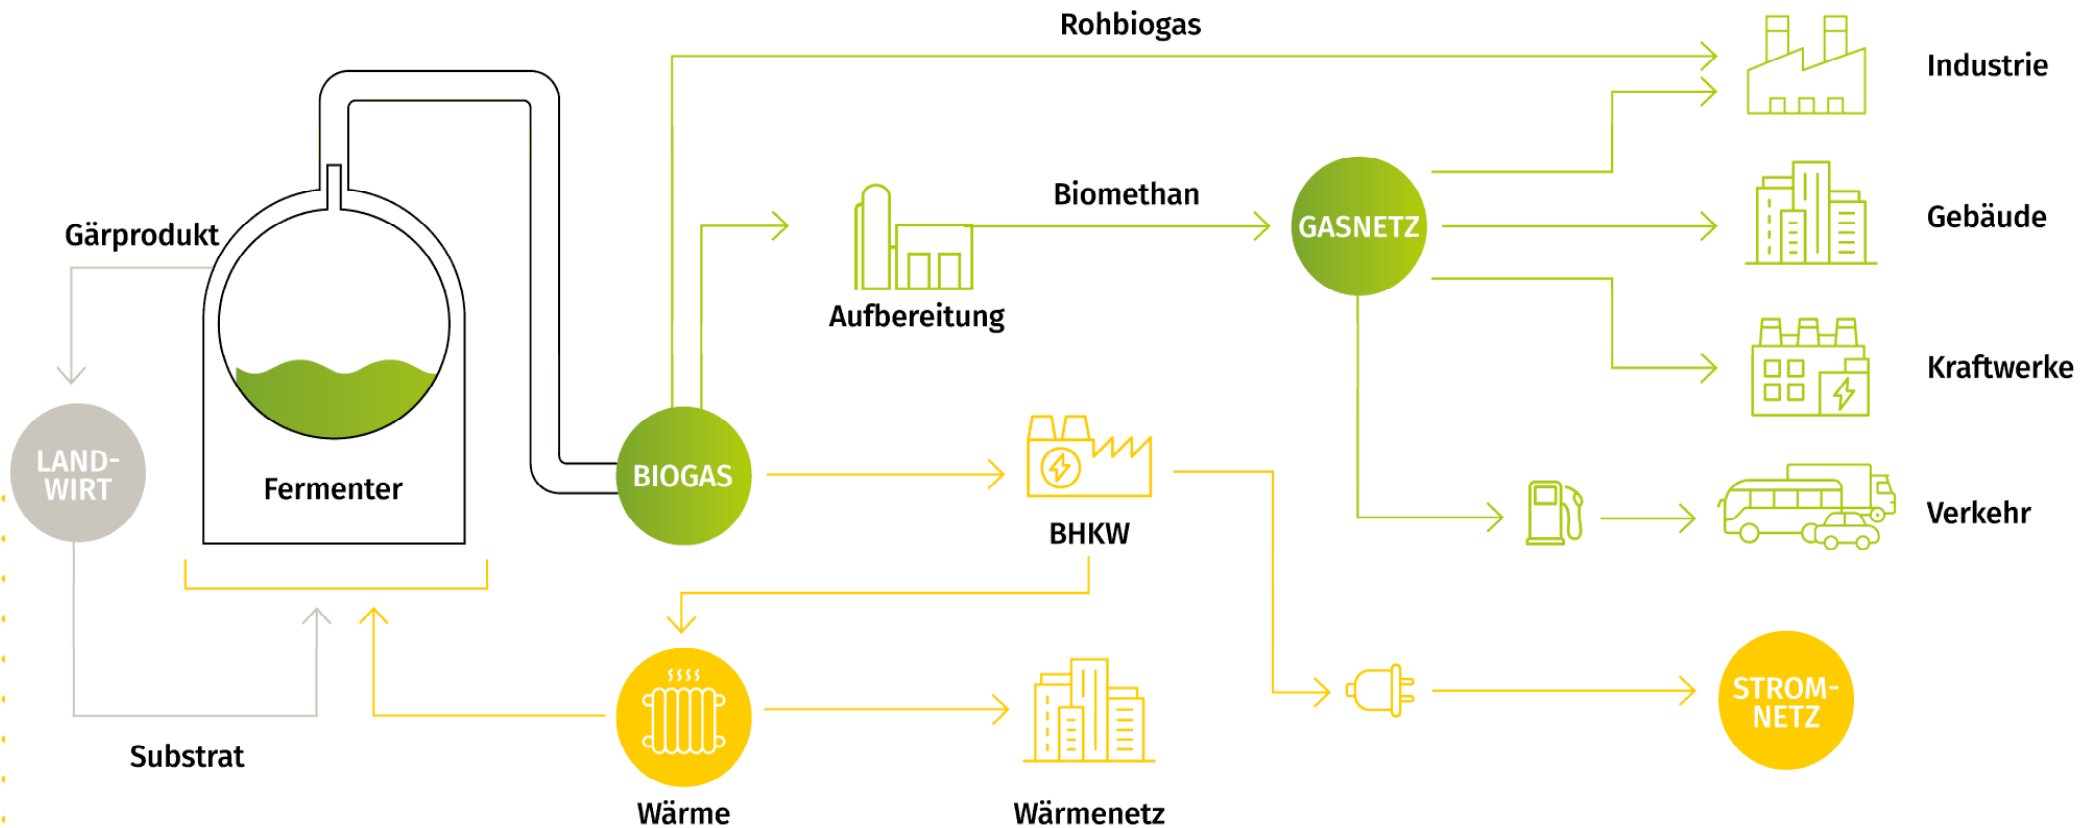 Rohbiogas
Industrie
Biomethan
Gärprodukt
GASNETZ
Gebäude
Aufbereitung
Kraftwerke
LAND-
WIRT
Fermenter
BIOGAS
BHKW
Verkehr
STROM-
NETZ
Substrat
Wärme
Wärmenetz